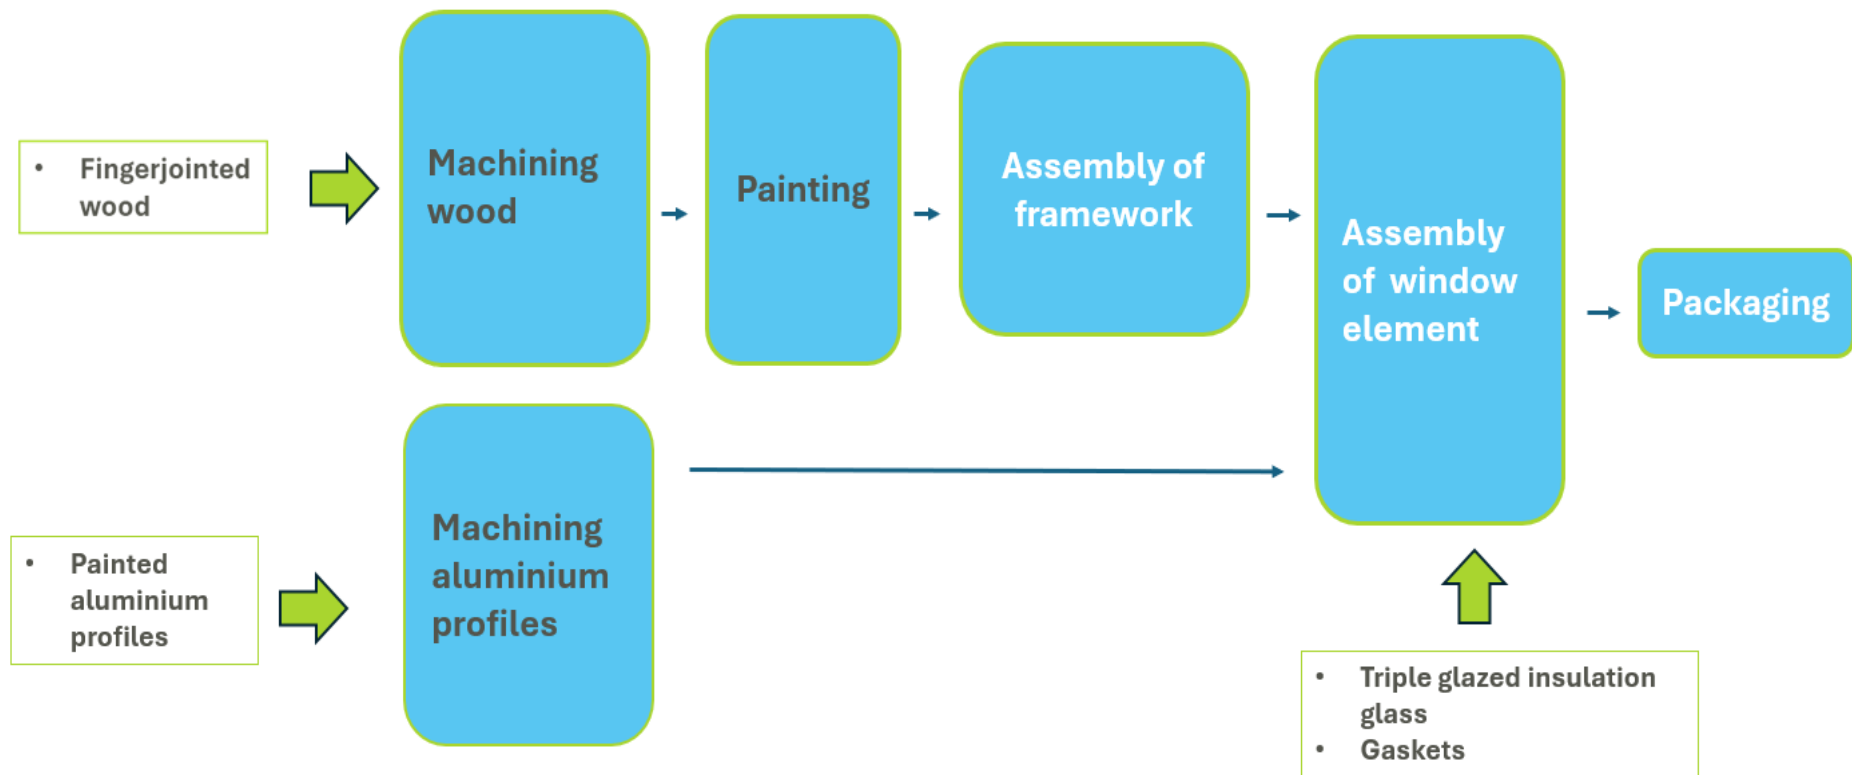 • Fingerjointed
wood
Machining
wood
Painting
Assembly of
framework
Assembly
of window
element
Packaging
• Painted
aluminium
profiles
Machining
aluminium
profiles
• Triple glazed insulation
glass
• Gaskets